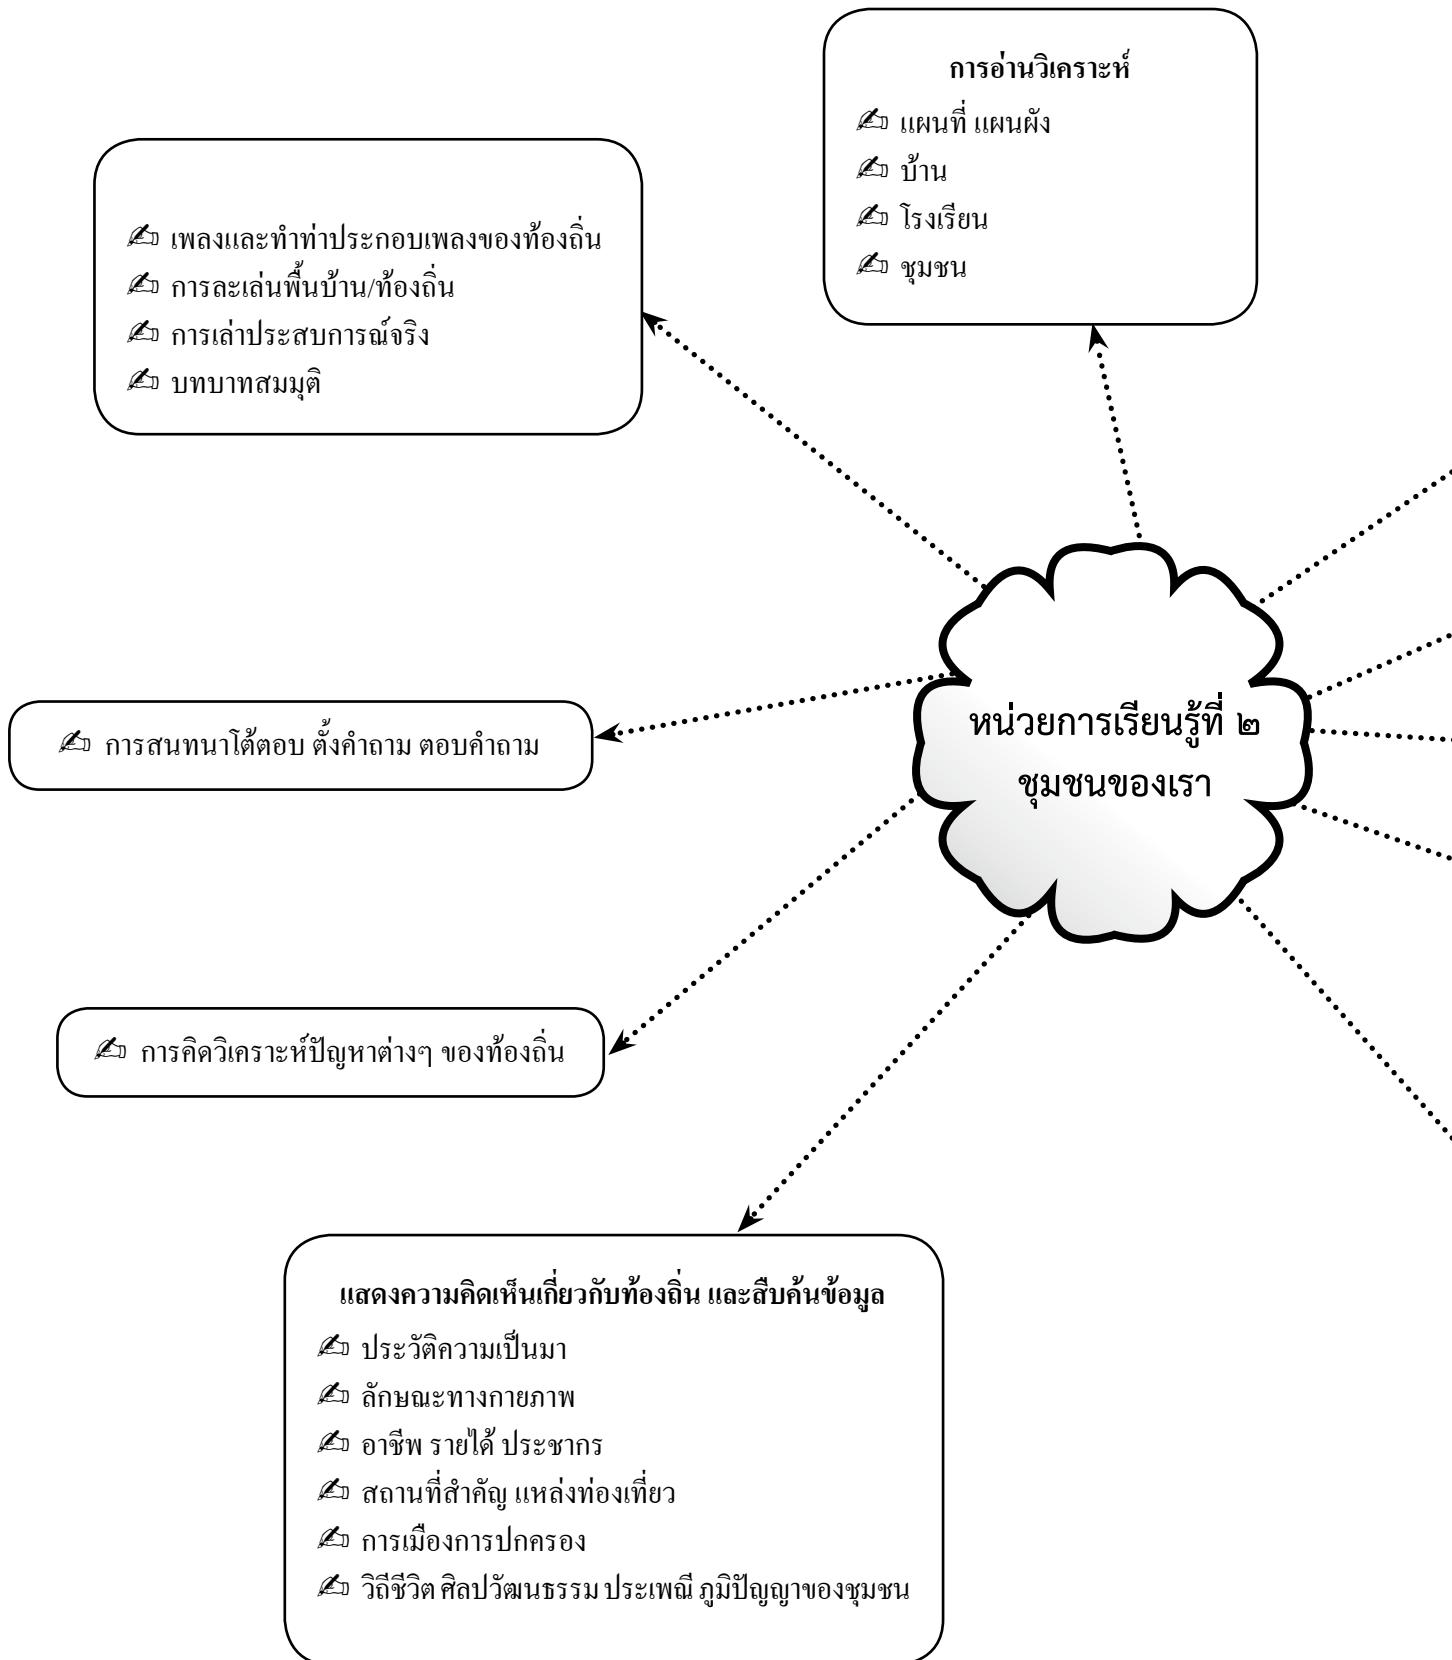 การอ่านวิเคราะห์
✍ แผนที่ แผนผัง
✍ บ้าน
✍ โรงเรียน
✍ ชุมชน
✍ เพลงและทำท่าประกอบเพลงของท้องถิ่น
✍ การละเล่นพื้นบ้าน/ท้องถิ่น
✍ การเล่าประสบการณ์จริง
✍ บทบาทสมมุติ
หน่วยการเรียนรู้ที่ ๒
ชุมชนของเรา
✍ การสนทนาโต้ตอบ ตั้งคำถาม ตอบคำถาม
✍ การคิดวิเคราะห์ปัญหาต่างๆ ของท้องถิ่น
แสดงความคิดเห็นเกี่ยวกับท้องถิ่น และสืบค้นข้อมูล
✍ ประวัติความเป็นมา
✍ ลักษณะทางกายภาพ
✍ อาชีพ รายได้ ประชากร
✍ สถานที่สำคัญ แหล่งท่องเที่ยว
✍ การเมืองการปกครอง
✍ วิถีชีวิต ศิลปวัฒนธรรม ประเพณี ภูมิปัญญาของชุมชน